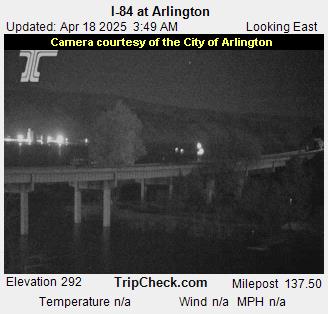 I-84 at Arlington
Updated: Apr 18 2025 3:49 AM Looking East
Camera courtesy of the City of Arlington
Elevation 292 TripCheck.com Milepost 137.50
Temperature n/a Wind n/a MPH n/a